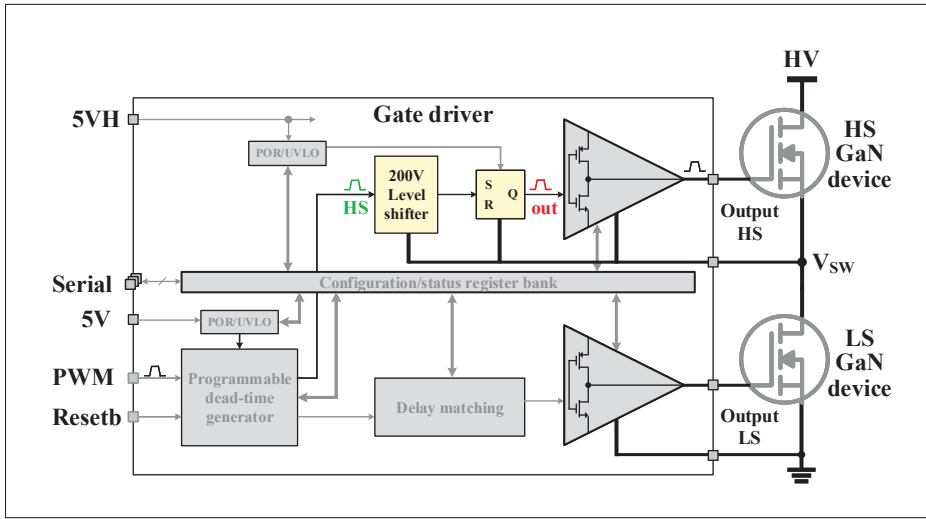 HV
Gate driver
5VH
HS
GaN
device
POR/UVLO
200V
Level
shifter
HS
S
R
Q
out
Output
HS
VSW
Serial
Configuration/status register bank
5V
POR/UVLO
LS
GaN
device
PWM
Programmable
dead-time
generator
Resetb
Delay matching
Output
LS